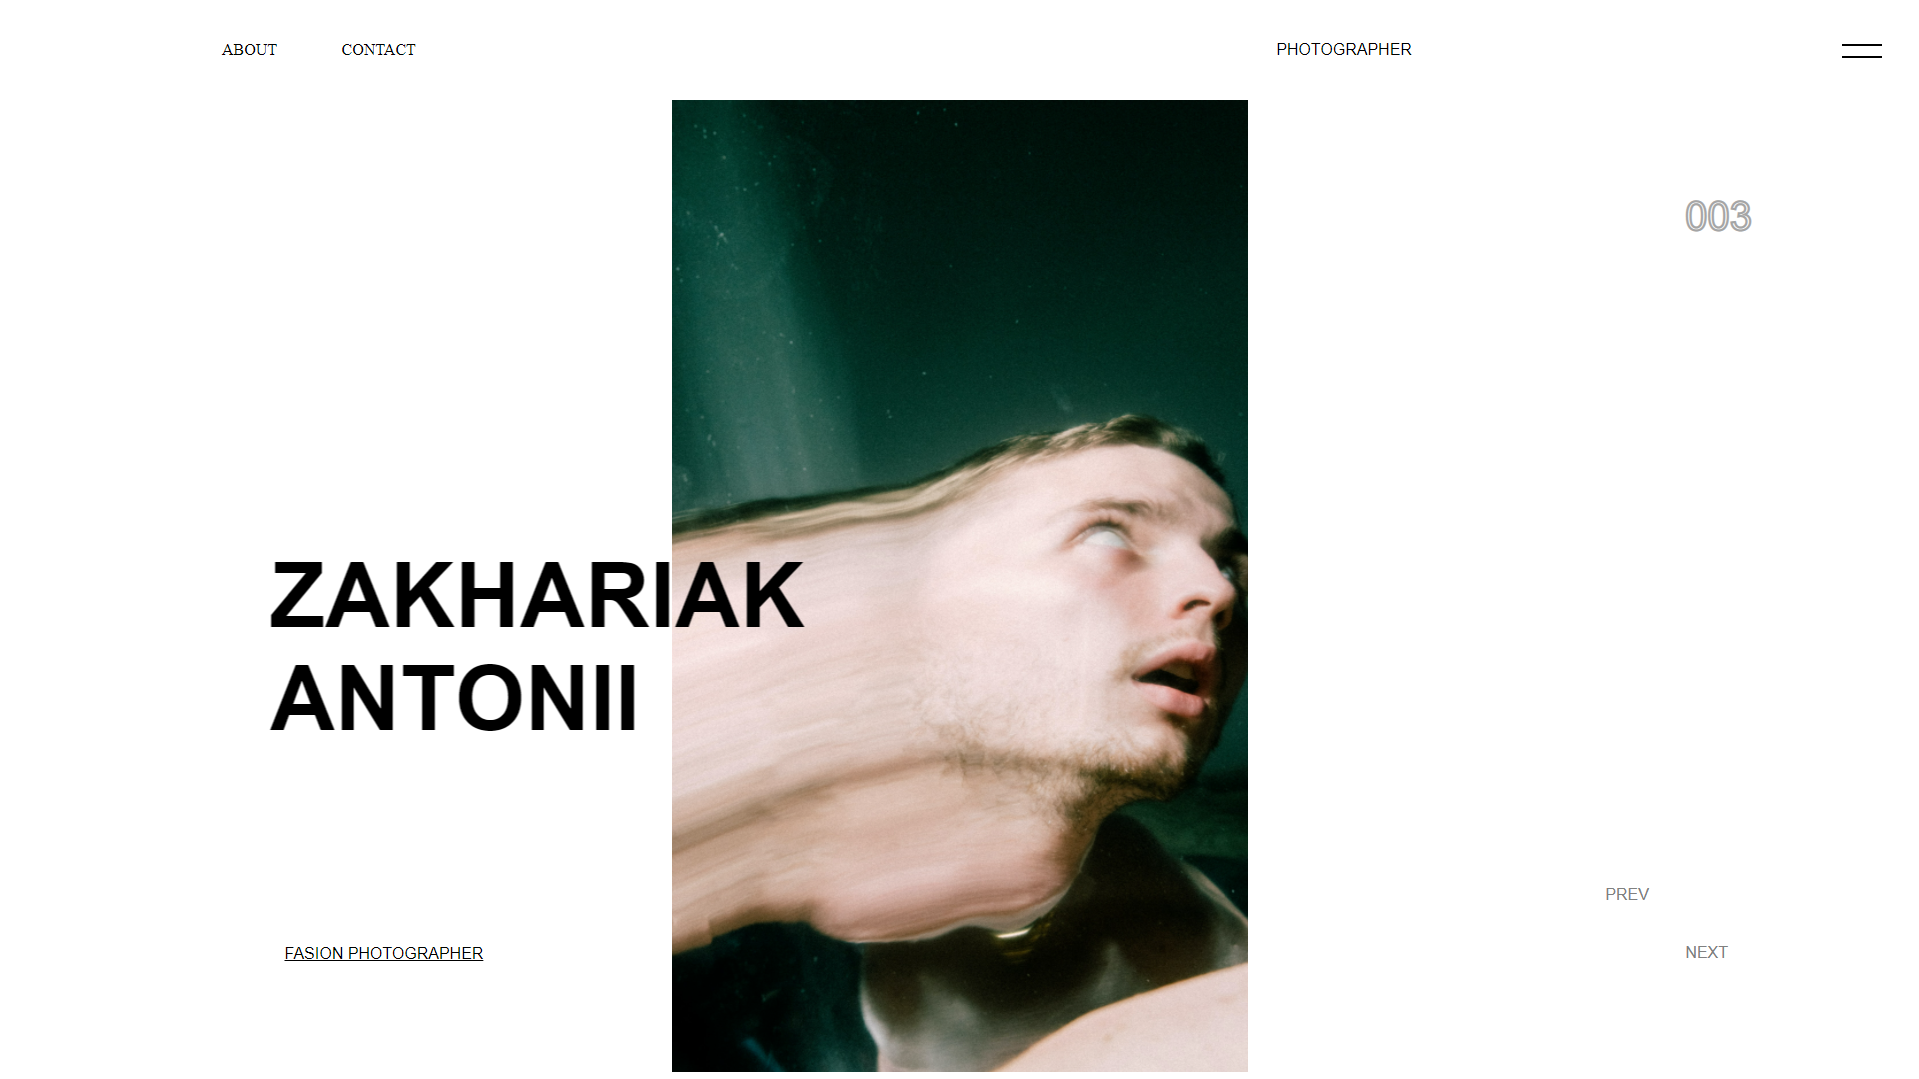 ABOUT
CONTACT
PHOTOGRAPHER
003
ZAKHARIAK
ANTONII
PREV
FASION PHOTOGRAPHER
NEXT